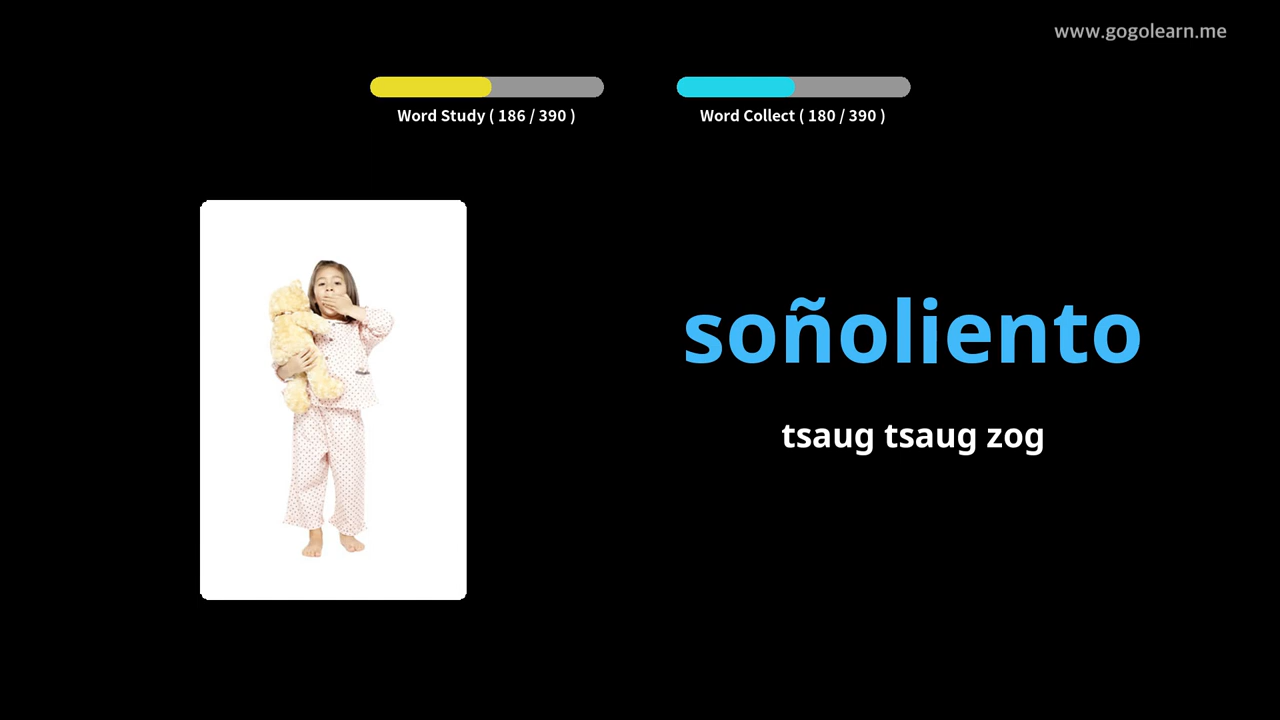 www.gogolearn.me
Word Study ( 186 / 390 )
Word Collect ( 180 / 390 )
soñoliento
tsaug tsaug zog